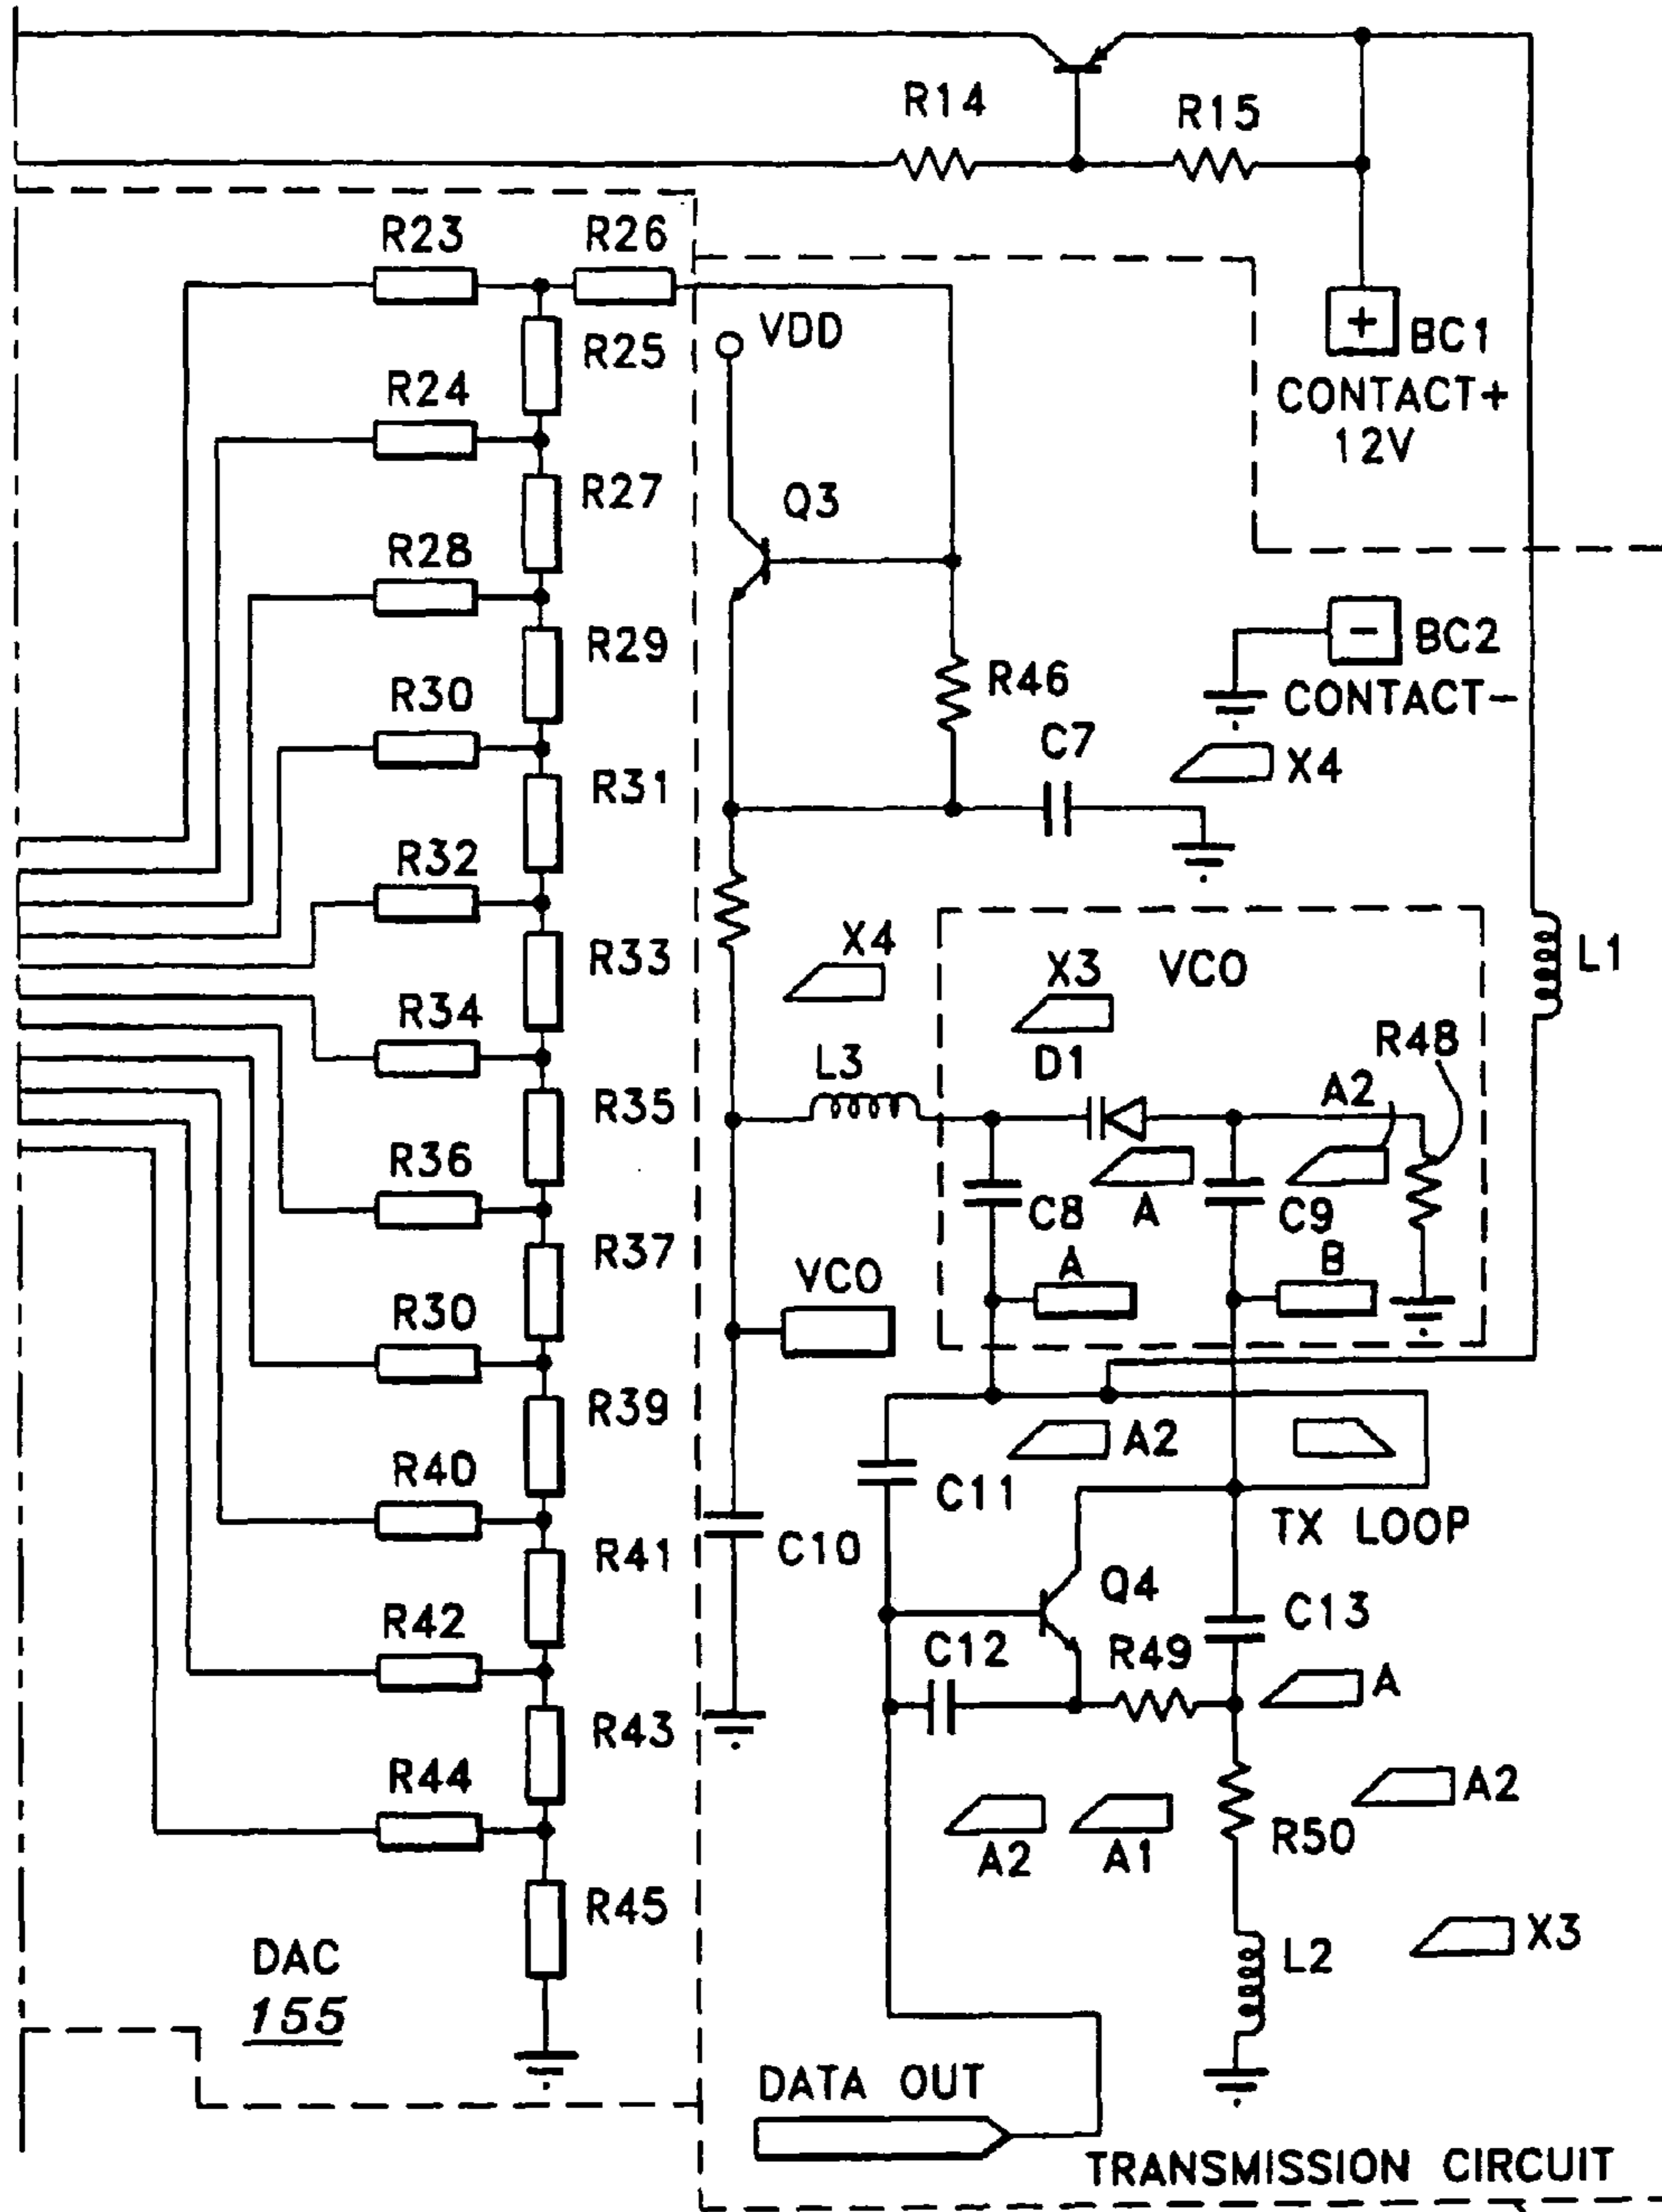 R14
R15
R23
R26
VDD
R25
+
BC1
CONTACT+
12V
R24
R27
Q3
R28
R29
-
BC2
CONTACT-
R30
R46
C7
X4
R31
R32
X4
X3
VCO
L1
R33
R34
L3
D1
R48
A2
R35
R36
C8
A
C9
R37
VCO
A
B
R30
R39
A2
R40
C11
TX LOOP
R41
C10
Q4
C13
R42
C12
R49
A
R43
R44
A2
A1
R50
A2
R45
X3
DAC
155
L2
DATA OUT
TRANSMISSION CIRCUIT